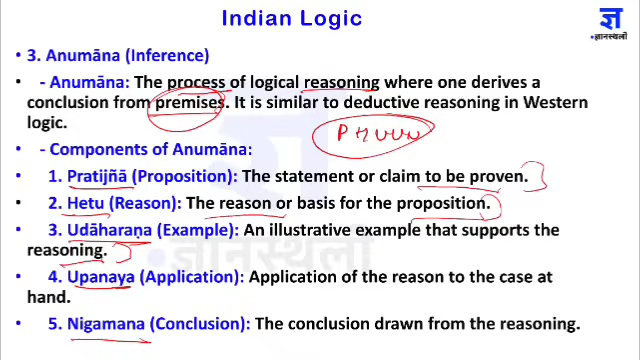 Indian Logic
ज्ञ
ज्ञानस्थली
• 3. Anumāna (Inference)
• - Anumāna: The process of logical reasoning where one derives a
conclusion from premises. It is similar to deductive reasoning in Western
logic.
• - Components of Anumāna:
• 1. Pratijñā (Proposition): The statement or claim to be proven.
• 2. Hetu (Reason): The reason or basis for the proposition.
• 3. Udāharaṇa (Example): An illustrative example that supports the
reasoning.
• 4. Upanaya (Application): Application of the reason to the case at
hand.
• 5. Nigamana (Conclusion): The conclusion drawn from the reasoning.